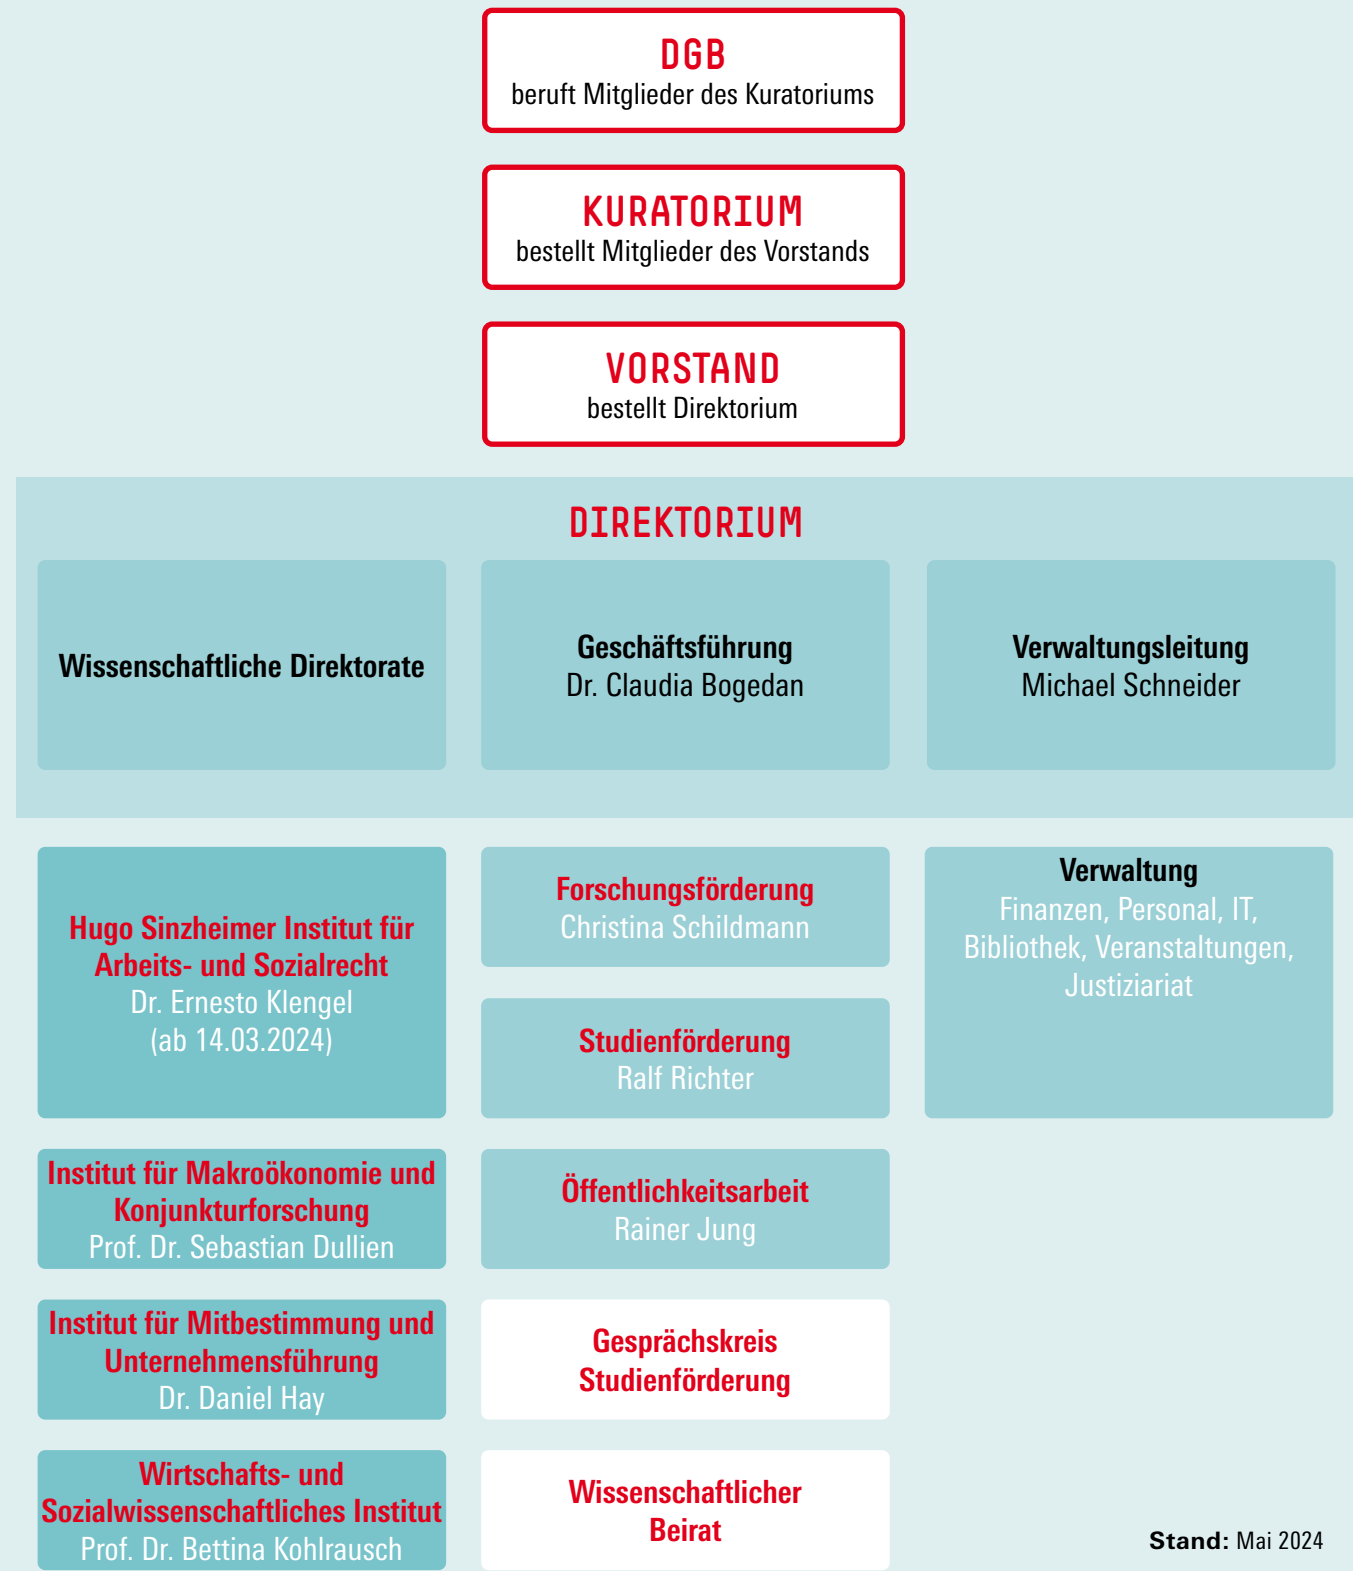 DGB
beruft Mitglieder des Kuratoriums
KURATORIUM
bestellt Mitglieder des Vorstands
VORSTAND
bestellt Direktorium
DIREKTORIUM
Wissenschaftliche Direktorate
Geschäftsführung
Dr. Claudia Bogedan
Verwaltungsleitung
Michael Schneider
Hugo Sinzheimer Institut für
Arbeits- und Sozialrecht
Dr. Ernesto Klengel
(ab 14.03.2024)
Institut für Makroökonomie und
Konjunkturforschung
Prof. Dr. Sebastian Dullien
Institut für Mitbestimmung und
Unternehmensführung
Dr. Daniel Hay
Wirtschafts- und
Sozialwissenschaftliches Institut
Prof. Dr. Bettina Kohlrausch
Forschungsförderung
Christina Schildmann
Studienförderung
Ralf Richter
Öffentlichkeitsarbeit
Rainer Jung
Gesprächskreis
Studienförderung
Wissenschaftlicher
Beirat
Verwaltung
Finanzen, Personal, IT,
Bibliothek, Veranstaltungen,
Justiziariat
Stand: Mai 2024